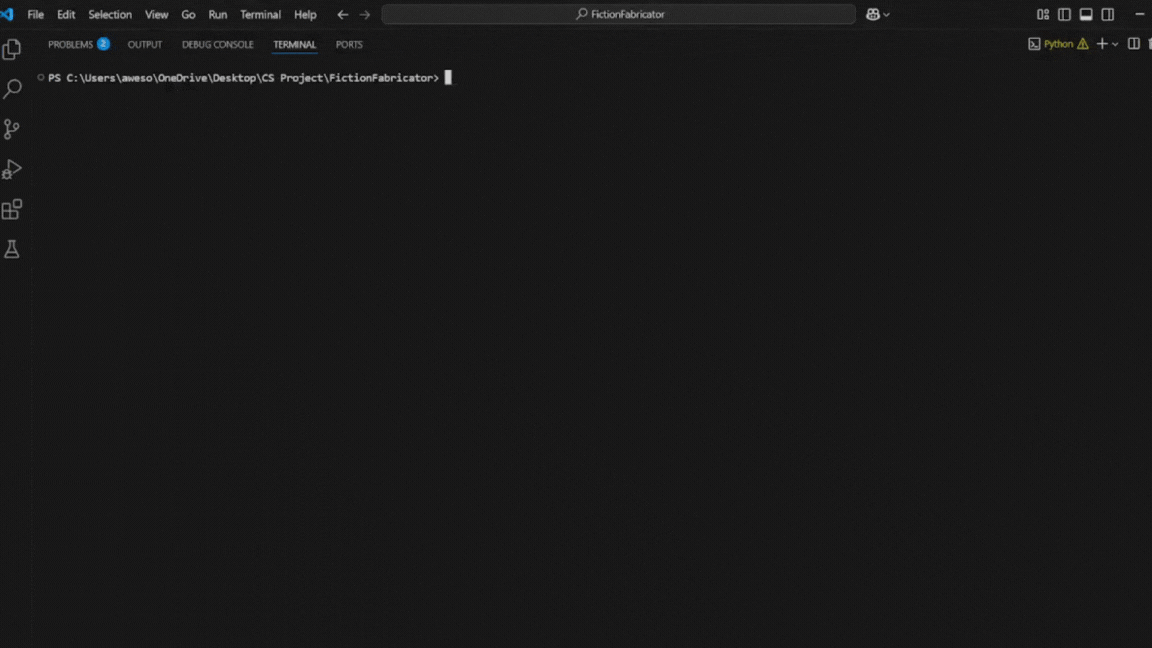 File Edit Selection View Go Run Terminal Help FictionFabricator
PROBLEMS 2 OUTPUT DEBUG CONSOLE TERMINAL PORTS Python
PS C:\Users\aweso\OneDrive\Desktop\CS Project\FictionFabricator>